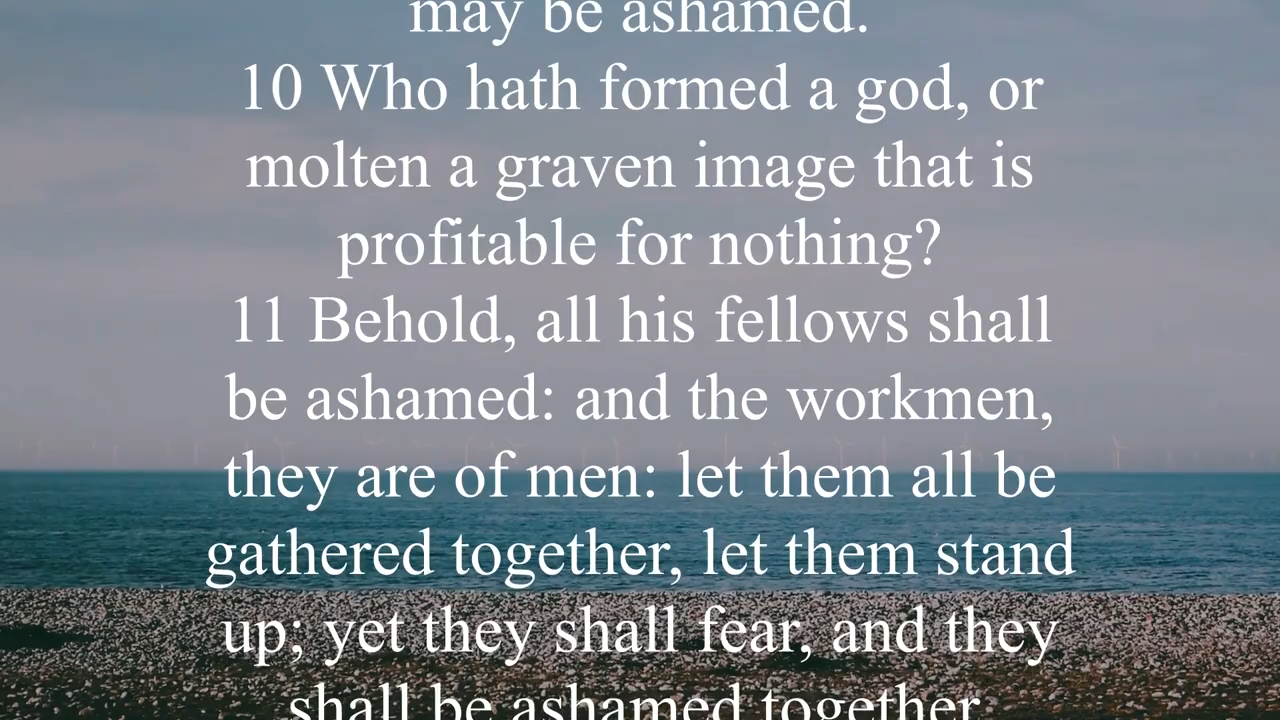 may be ashamed.
10 Who hath formed a god, or
molten a graven image that is
profitable for nothing?
11 Behold, all his fellows shall
be ashamed: and the workmen,
they are of men: let them all be
gathered together, let them stand
up; yet they shall fear, and they
shall be ashamed together